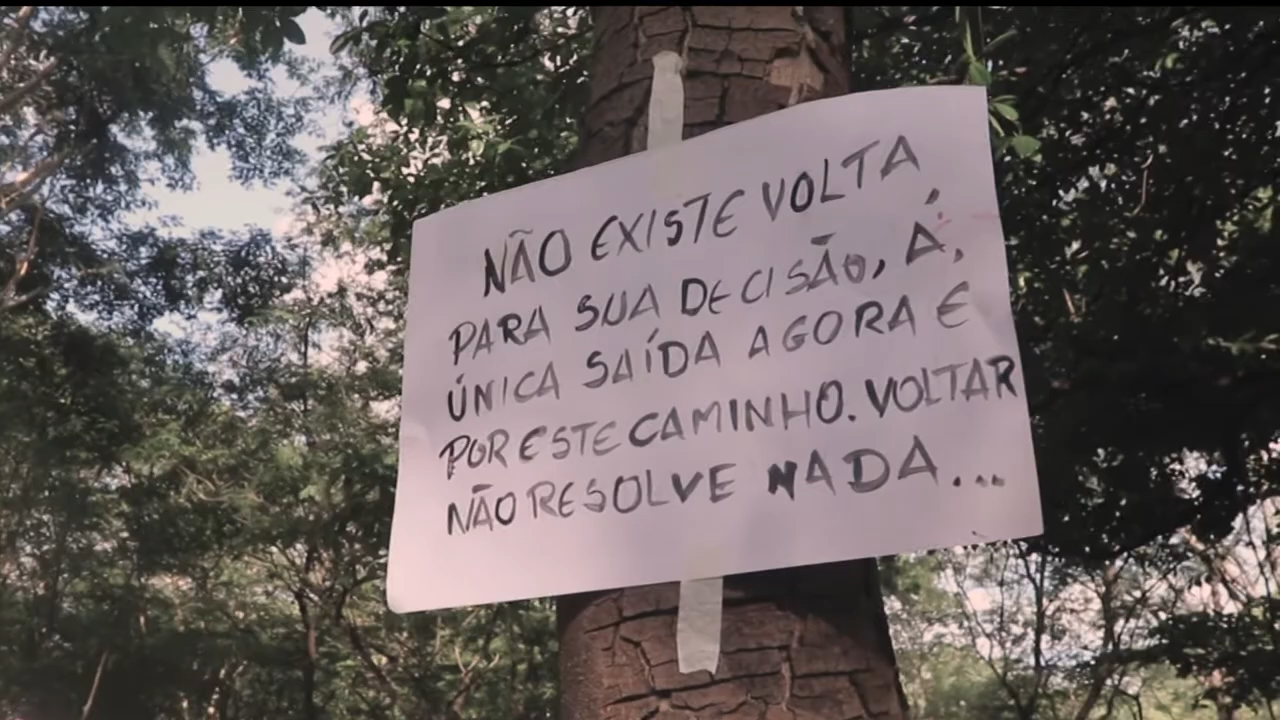 NÃO EXISTE VOLTA,
PARA SUA DECISÃO, Á,
ÚNICA SAÍDA AGORA E
POR ESTE CAMINHO. VOLTAR
NÃO RESOLVE NADA...